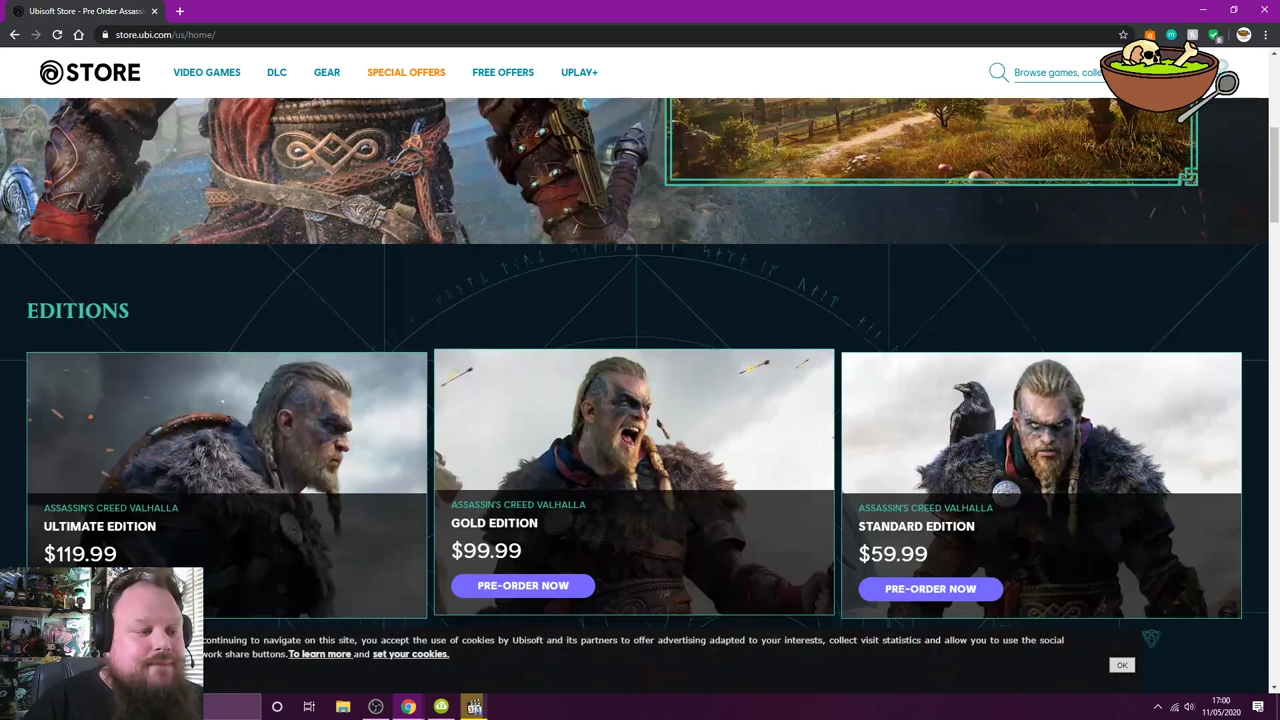 Ubisoft Store - Pre Order Assass
store.ubi.com/us/home/
STORE
VIDEO GAMES
DLC
GEAR
SPECIAL OFFERS
FREE OFFERS
UPLAY+
Browse games, colle
EDITIONS
ASSASSIN'S CREED VALHALLA
ULTIMATE EDITION
$119.99
ASSASSIN'S CREED VALHALLA
GOLD EDITION
$99.99
PRE-ORDER NOW
ASSASSIN'S CREED VALHALLA
STANDARD EDITION
$59.99
PRE-ORDER NOW
continuing to navigate on this site, you accept the use of cookies by Ubisoft and its partners to offer advertising adapted to your interests, collect visit statistics and allow you to use the social
work share buttons.To learn more and set your cookies.
OK
17:00
11/05/2020